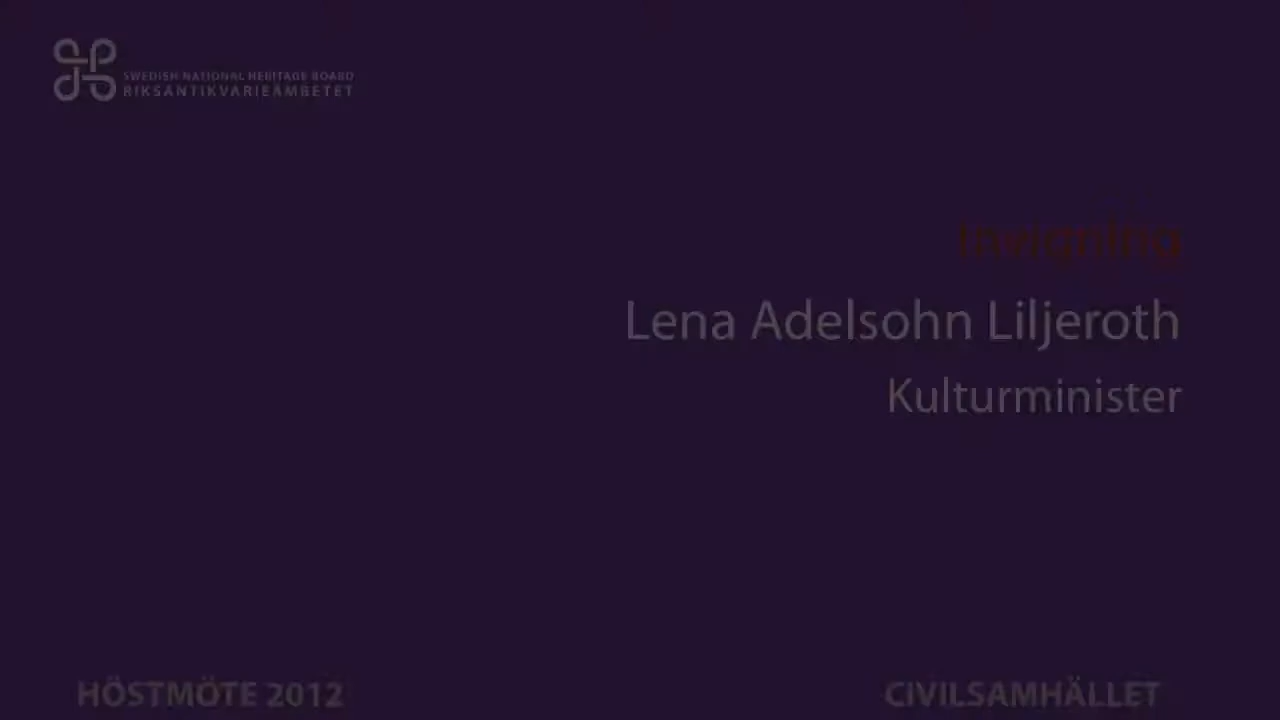 SWEDISH NATIONAL HERITAGE BOARD
RIKSANTIKVARIEÄMBETET
Invigning
Lena Adelsohn Liljeroth
Kulturminister
HÖSTMÖTE 2012
CIVILSAMHÄLLET